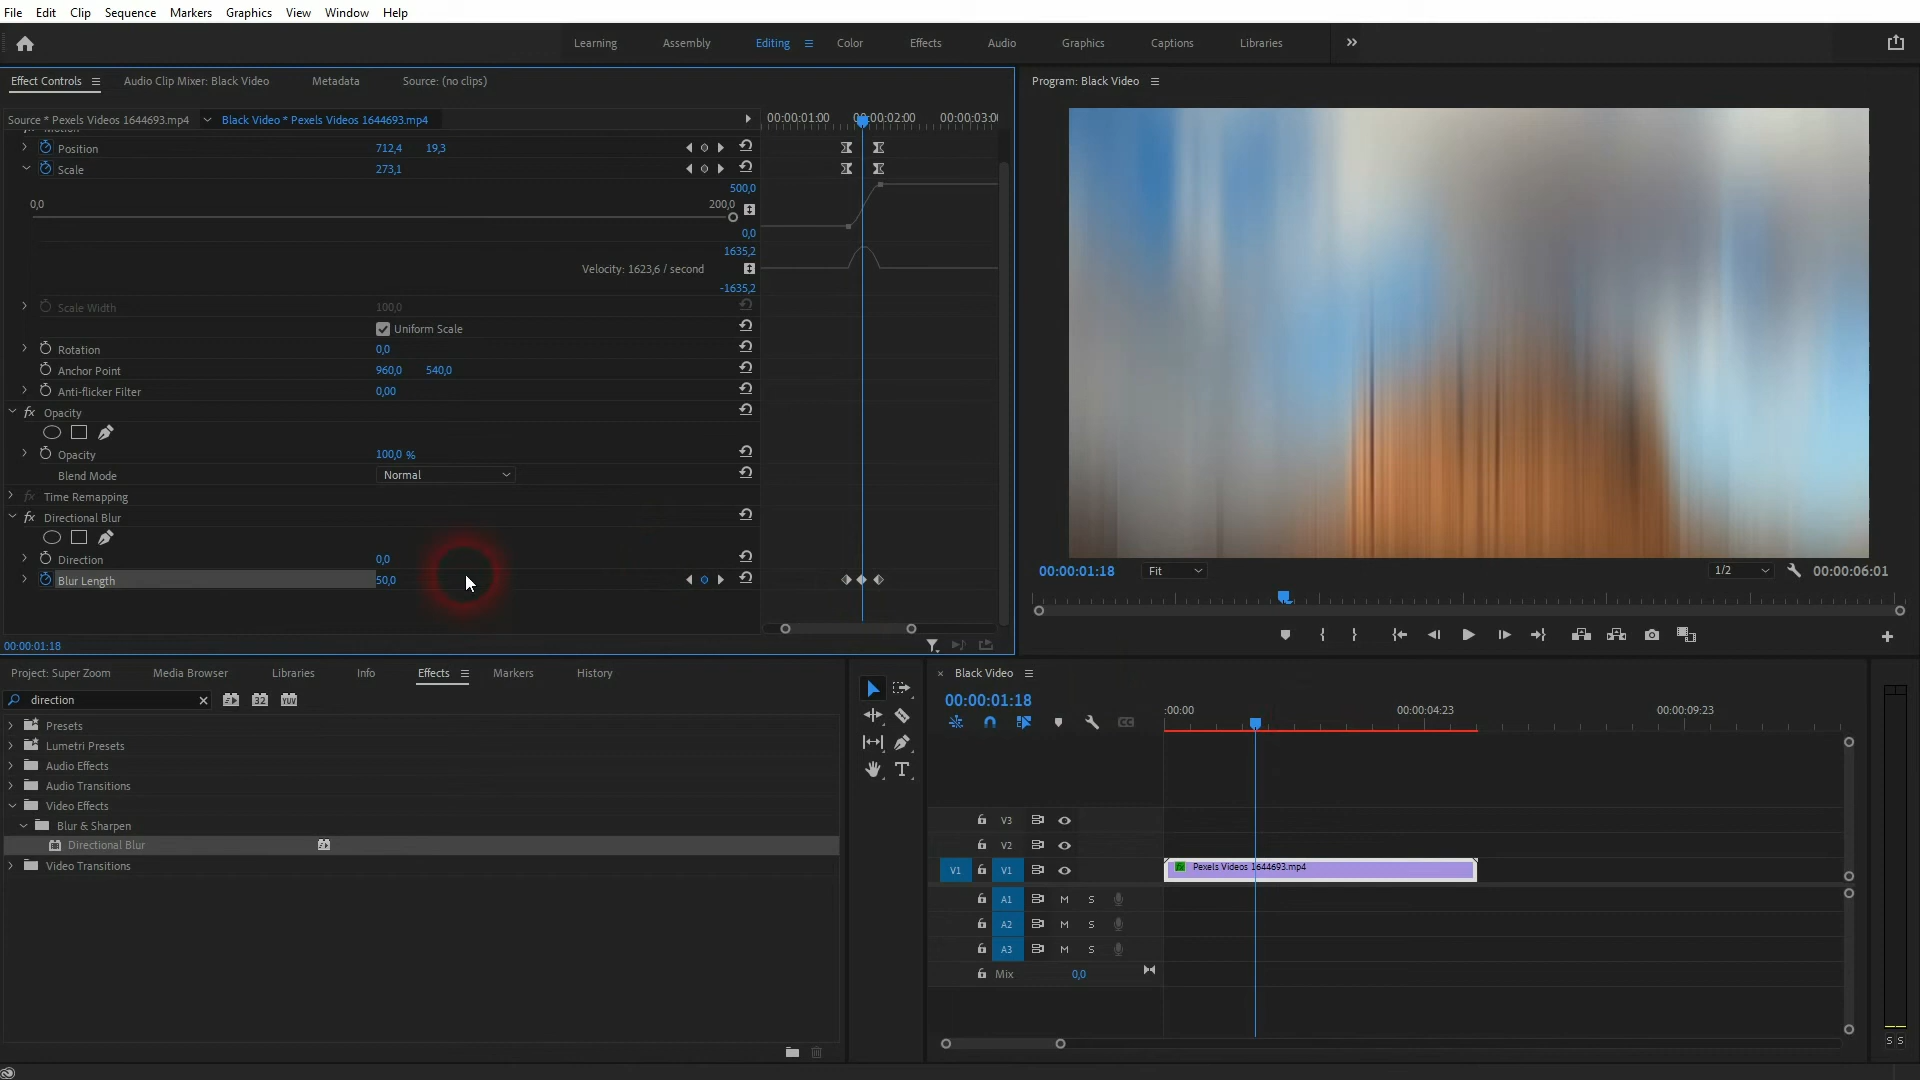 File Edit Clip Sequence Markers Graphics View Window Help
Learning Assembly Editing Color Effects Audio Graphics Captions Libraries
Effect Controls Audio Clip Mixer: Black Video Metadata Source: (no clips)
Program: Black Video
Source * Pexels Videos 1644693.mp4 Black Video * Pexels Videos 1644693.mp4
00:00:01:00 00:00:02:00 00:00:03:0
Motion
Position 712,4 19,3
Scale 273,1
500,0
0,0 200,0
0,0
1635,2
Velocity: 1623,6 / second
-1635,2
Scale Width 100,0
Uniform Scale
Rotation 0,0
Anchor Point 960,0 540,0
Anti-flicker Filter 0,00
fx Opacity
Opacity 100,0 %
Blend Mode Normal
fx Time Remapping
fx Directional Blur
Direction 0,0
Blur Length 50,0
00:00:01:18
00:00:01:18 Fit 1/2 00:00:06:01
Project: Super Zoom Media Browser Libraries Info Effects Markers History
direction 32 YUV
Presets
Lumetri Presets
Audio Effects
Audio Transitions
Video Effects
Blur & Sharpen
Directional Blur
Video Transitions
T
× Black Video
00:00:01:18
CC
:00:00 00:00:04:23 00:00:09:23
V3
V2
V1 V1
fx Pexels Videos 1644693.mp4
A1 M S
A2 M S
A3 M S
Mix 0,0
S S